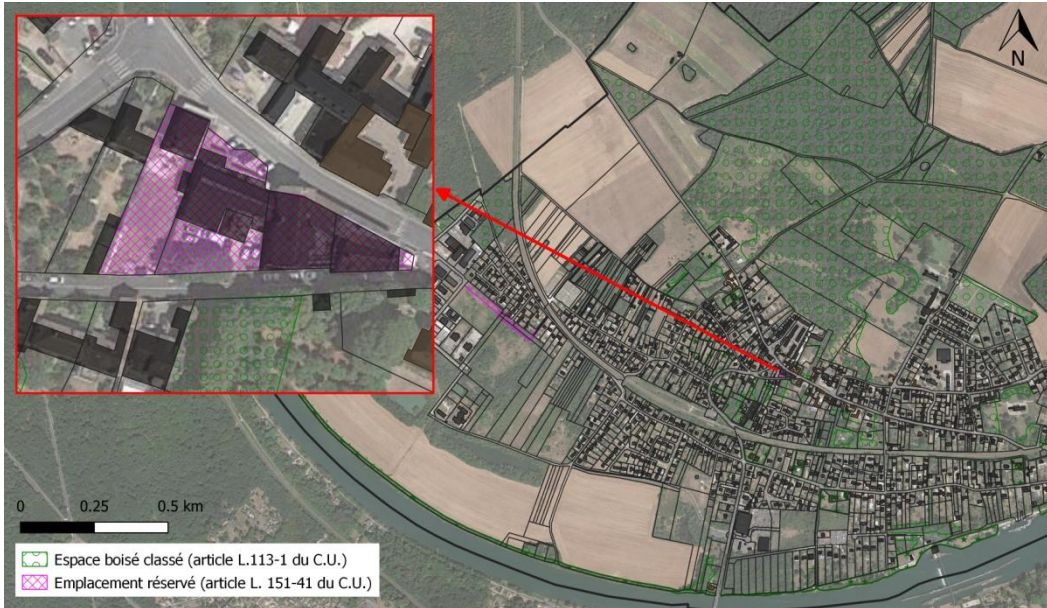 N
0 0.25 0.5 km
Espace boisé classé (article L.113-1 du C.U.)
Emplacement réservé (article L. 151-41 du C.U.)